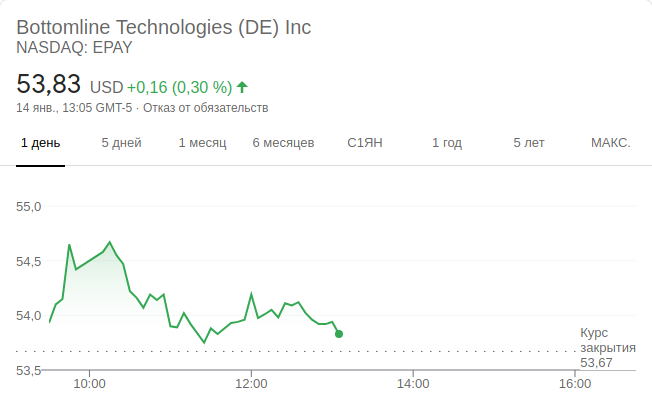 Bottomline Technologies (DE) Inc
NASDAQ: EPAY
53,83 USD +0,16 (0,30 %)
14 янв., 13:05 GMT-5 · Отказ от обязательств
1 день 5 дней 1 месяц 6 месяцев С1ЯН 1 год 5 лет МАКС.
55,0
54,5
54,0
Курс
закрытия
53,67
53,5
10:00 12:00 14:00 16:00